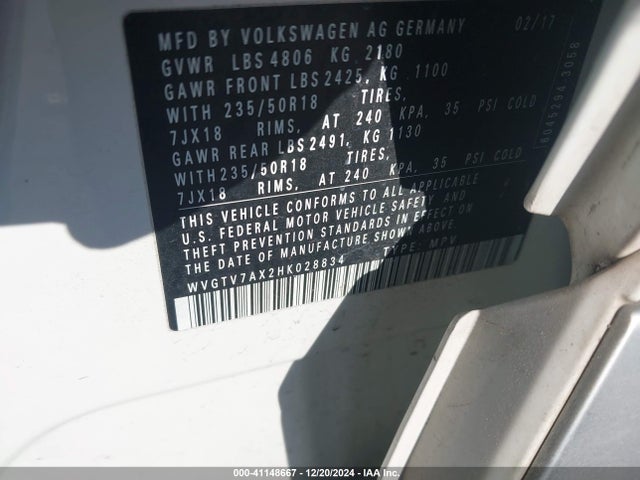 MFD BY VOLKSWAGEN AG GERMANY 02/17
GVWR LBS 4806 KG 2180
GAWR FRONT LBS 2425, KG 1100
WITH 235/50R18 TIRES,
7JX18 RIMS, AT 240 KPA, 35 PSI COLD
GAWR REAR LBS 2491, KG 1130
WITH 235/50R18 TIRES,
7JX18 RIMS, AT 240 KPA, 35 PSI COLD
THIS VEHICLE CONFORMS TO ALL APPLICABLE
U.S. FEDERAL MOTOR VEHICLE SAFETY AND
THEFT PREVENTION STANDARDS IN EFFECT ON
THE DATE OF MANUFACTURE SHOWN ABOVE.
WVGTV7AX2HK028834 TYPE: MPV
6045294.3058
000-41148667 - 12/20/2024 - IAA Inc.